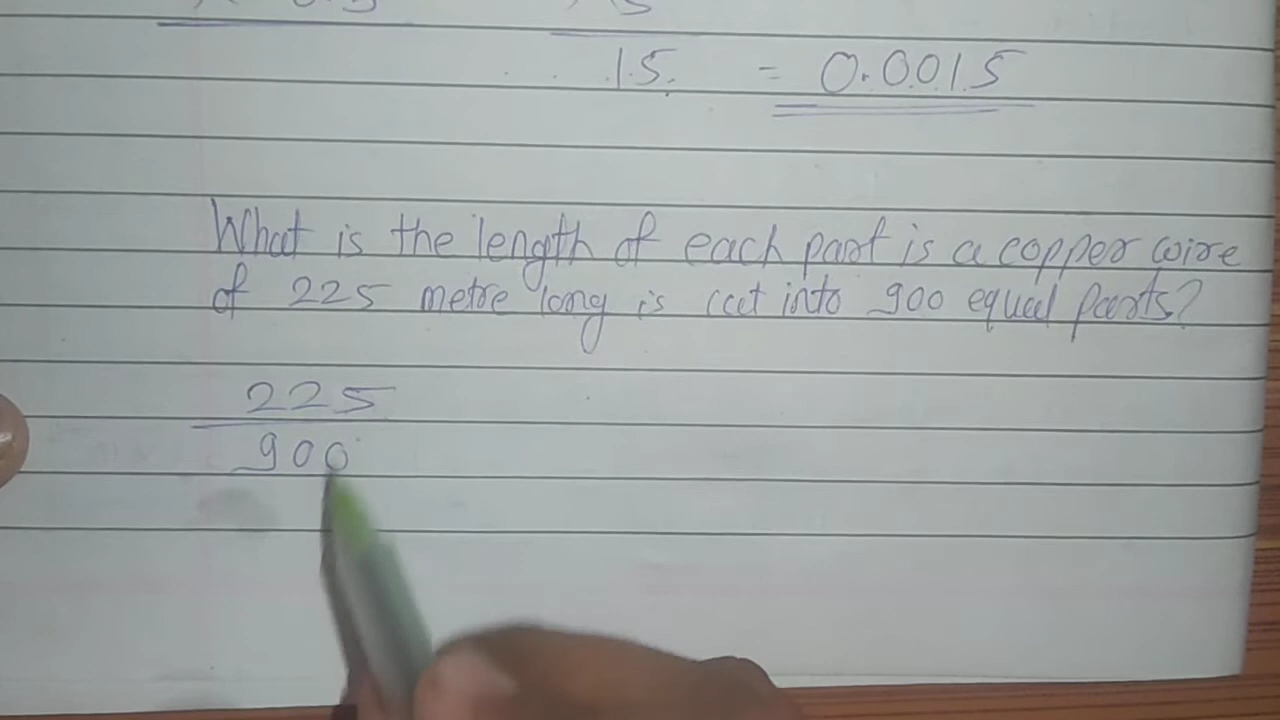 15. = 0.0015
What is the length of each part is a copper wire
of 225 metre long is cut into 900 equal parts?
225
900